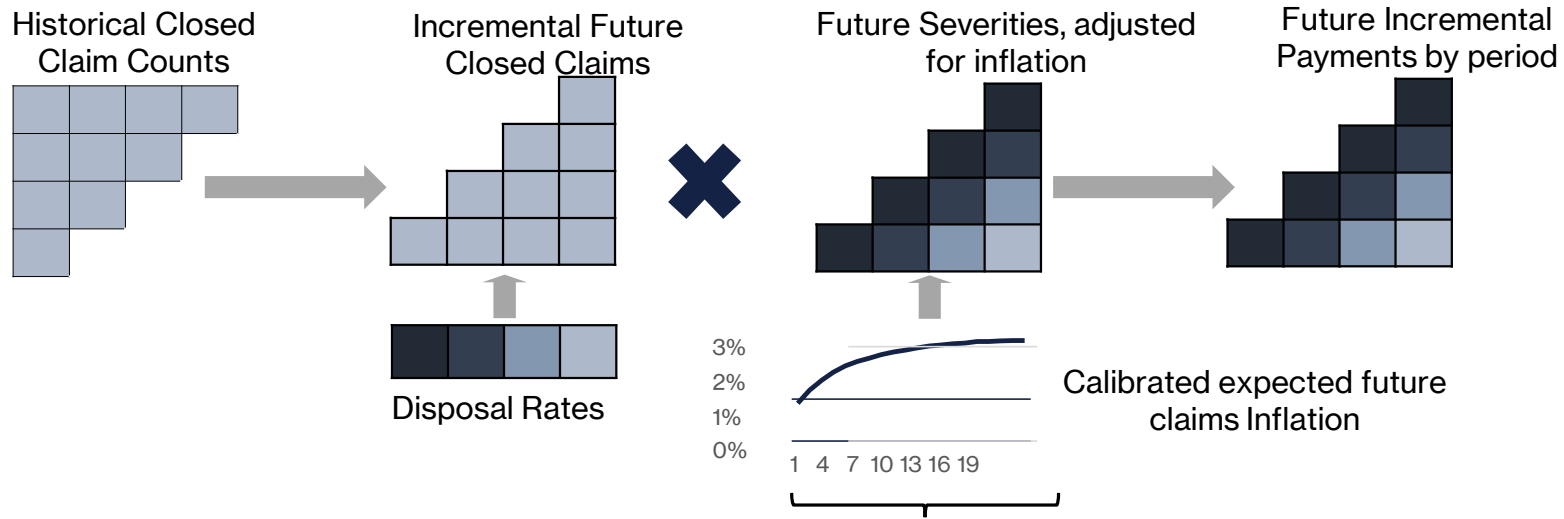 Historical Closed
Claim Counts
Incremental Future
Closed Claims
Future Severities, adjusted
for inflation
Future Incremental
Payments by period
Disposal Rates
3%
2%
1%
0%
1 4 7 10 13 16 19
Calibrated expected future
claims Inflation